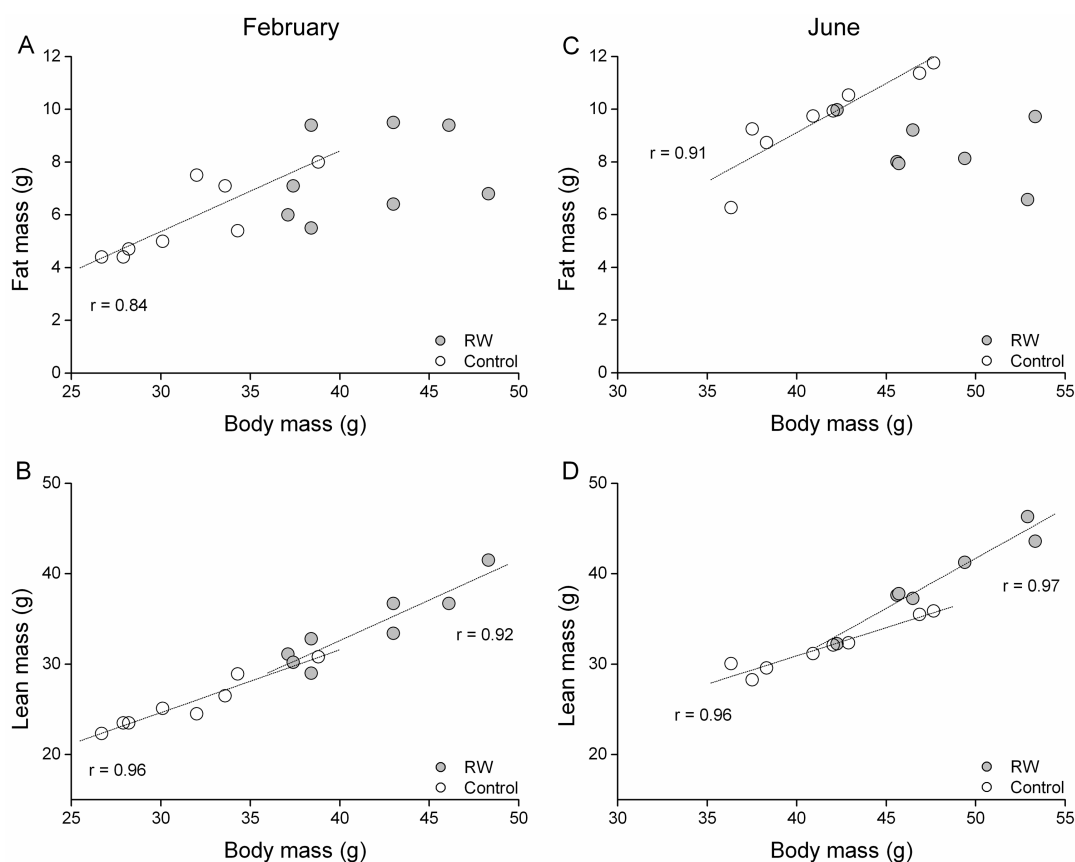 February
A
12
10
8
6
4
2
0
Fat mass (g)
r = 0.84
RW
Control
25 30 35 40 45 50
Body mass (g)
June
C
12
10
8
6
4
2
0
Fat mass (g)
r = 0.91
RW
Control
30 35 40 45 50 55
Body mass (g)
B
50
40
30
20
Lean mass (g)
r = 0.92
r = 0.96
RW
Control
25 30 35 40 45 50
Body mass (g)
D
50
40
30
20
Lean mass (g)
r = 0.97
r = 0.96
RW
Control
30 35 40 45 50 55
Body mass (g)